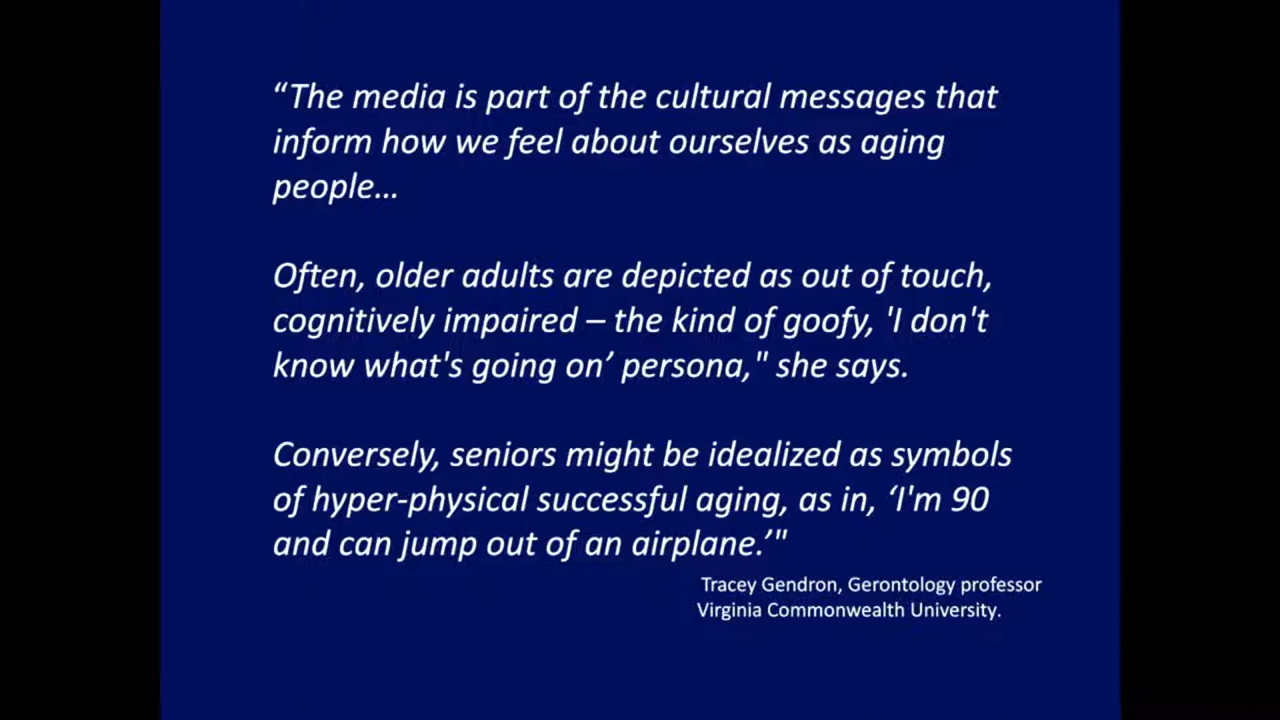 “The media is part of the cultural messages that
inform how we feel about ourselves as aging
people...
Often, older adults are depicted as out of touch,
cognitively impaired – the kind of goofy, 'I don't
know what's going on’ persona," she says.
Conversely, seniors might be idealized as symbols
of hyper-physical successful aging, as in, ‘I'm 90
and can jump out of an airplane.’"
Tracey Gendron, Gerontology professor
Virginia Commonwealth University.